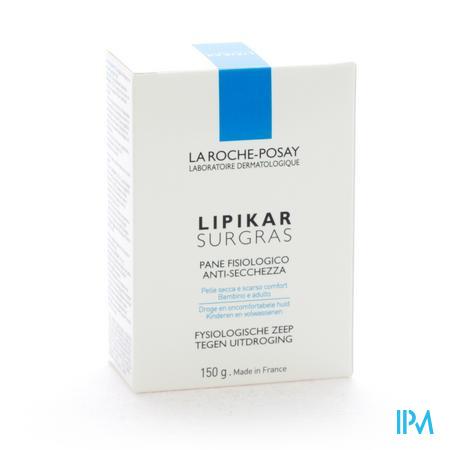 LA ROCHE-POSAY
LABORATOIRE DERMATOLOGIQUE
LIPIKAR
SURGRAS
PANE FISIOLOGICO
ANTI-SECCHEZZA
Pelle secca e scarso comfort
Bambino e adulto
Droge en oncomfortabele huid
Kinderen en volwassenen
FYSIOLOGISCHE ZEEP
TEGEN UITDROGING
150 g. Made in France
IPM